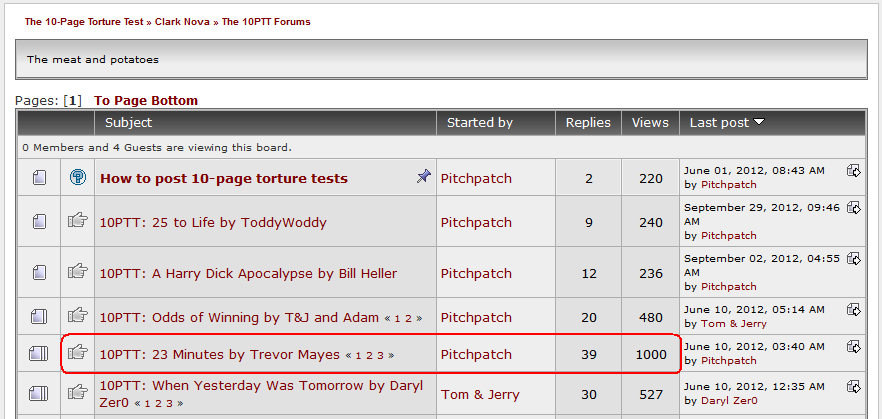 The 10-Page Torture Test » Clark Nova » The 10PTT Forums
The meat and potatoes
Pages: [1] To Page Bottom
Subject Started by Replies Views Last post
0 Members and 4 Guests are viewing this board.
How to post 10-page torture tests Pitchpatch 2 220 June 01, 2012, 08:43 AM
by Pitchpatch
10PTT: 25 to Life by ToddyWoddy Pitchpatch 9 240 September 29, 2012, 09:46
AM
by Pitchpatch
10PTT: A Harry Dick Apocalypse by Bill Heller Pitchpatch 12 236 September 02, 2012, 04:55
AM
by Pitchpatch
10PTT: Odds of Winning by T&J and Adam « 1 2 » Pitchpatch 20 480 June 10, 2012, 05:14 AM
by Tom & Jerry
10PTT: 23 Minutes by Trevor Mayes « 1 2 3 » Pitchpatch 39 1000 June 10, 2012, 03:40 AM
by Pitchpatch
10PTT: When Yesterday Was Tomorrow by Daryl
Zer0 « 1 2 3 » Tom & Jerry 30 527 June 10, 2012, 12:35 AM
by Daryl Zer0